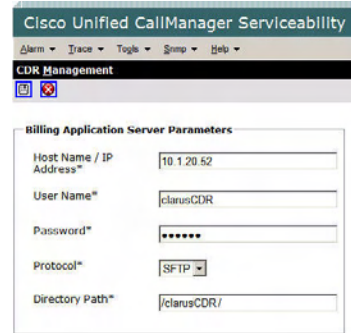 Cisco Unified CallManager Serviceability
Alarm Trace Tools Snmp Help
CDR Management
Billing Application Server Parameters
Host Name / IP
Address*
10.1.20.52
User Name*
clarusCDR
Password*
••••••
Protocol*
SFTP
Directory Path*
/clarusCDR/